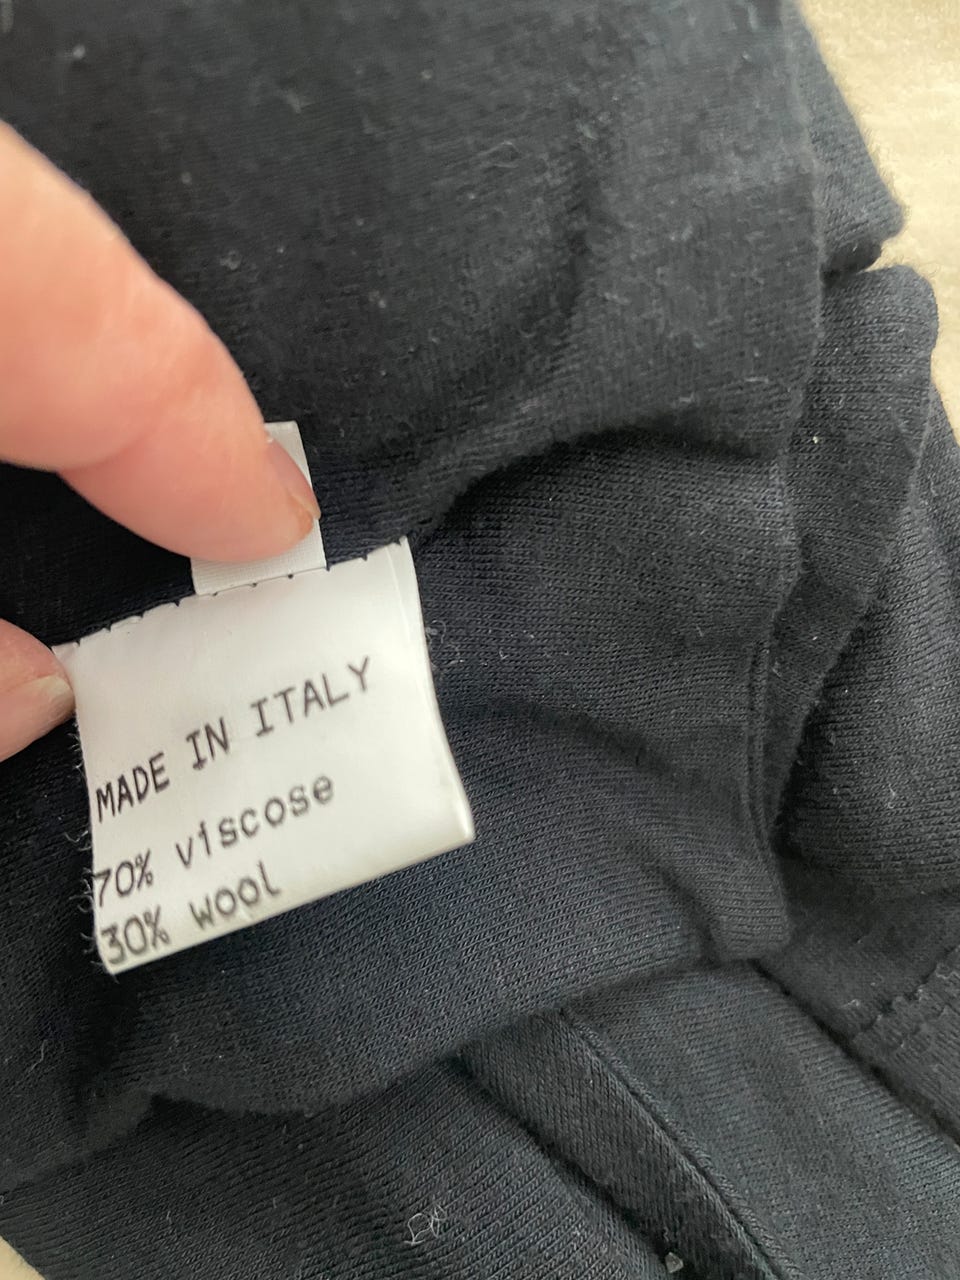 MADE IN ITALY
70% viscose
30% wool